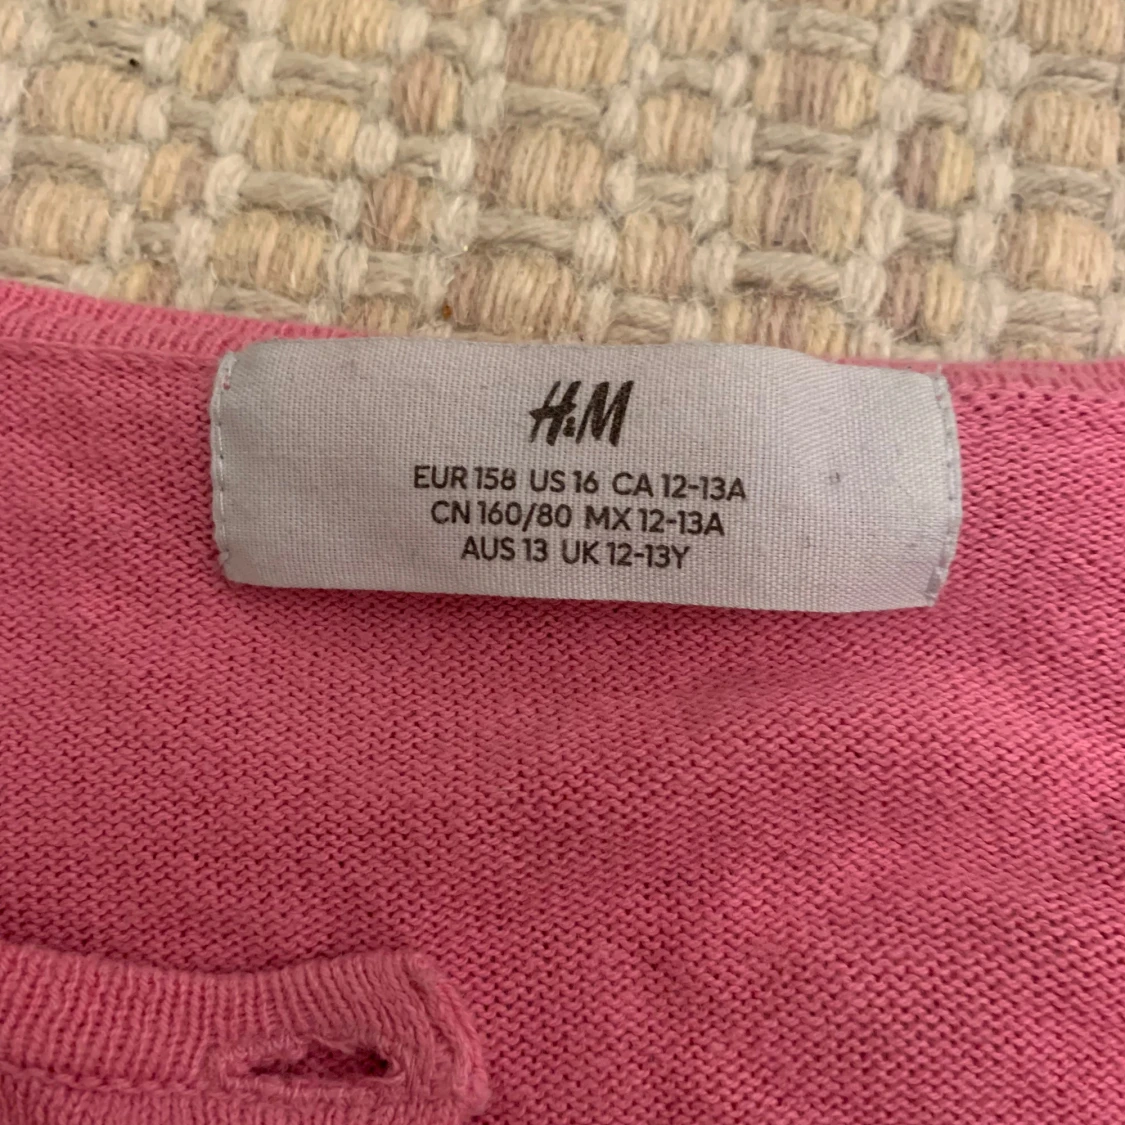 H&M
EUR 158 US 16 CA 12-13A
CN 160/80 MX 12-13A
AUS 13 UK 12-13Y